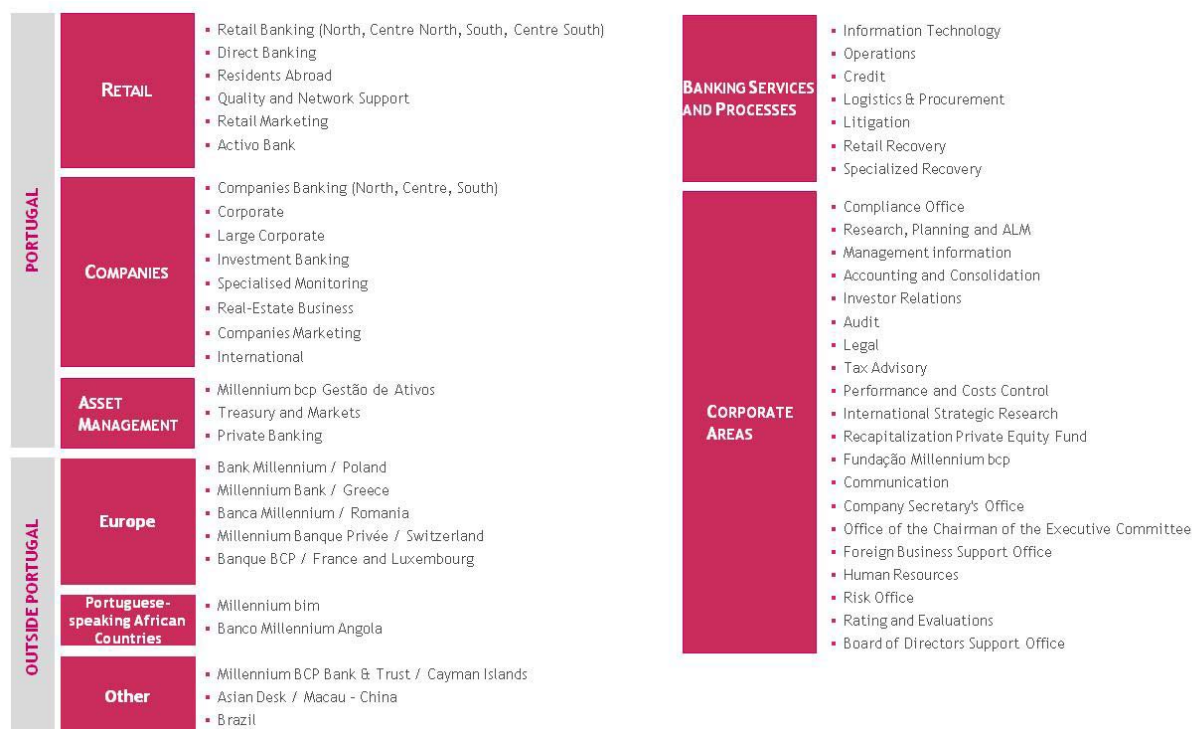 PORTUGAL
RETAIL
▪ Retail Banking (North, Centre North, South, Centre South)
▪ Direct Banking
▪ Residents Abroad
▪ Quality and Network Support
▪ Retail Marketing
▪ Activo Bank
COMPANIES
▪ Companies Banking (North, Centre, South)
▪ Corporate
▪ Large Corporate
▪ Investment Banking
▪ Specialised Monitoring
▪ Real-Estate Business
▪ Companies Marketing
▪ International
ASSET
MANAGEMENT
▪ Millennium bcp Gestão de Ativos
▪ Treasury and Markets
▪ Private Banking
OUTSIDE PORTUGAL
Europe
▪ Bank Millennium / Poland
▪ Millennium Bank / Greece
▪ Banca Millennium / Romania
▪ Millennium Banque Privée / Switzerland
▪ Banque BCP / France and Luxembourg
Portuguese-
speaking African
Countries
▪ Millennium bim
▪ Banco Millennium Angola
Other
▪ Millennium BCP Bank & Trust / Cayman Islands
▪ Asian Desk / Macau - China
▪ Brazil
BANKING SERVICES
AND PROCESSES
▪ Information Technology
▪ Operations
▪ Credit
▪ Logistics & Procurement
▪ Litigation
▪ Retail Recovery
▪ Specialized Recovery
CORPORATE
AREAS
▪ Compliance Office
▪ Research, Planning and ALM
▪ Management information
▪ Accounting and Consolidation
▪ Investor Relations
▪ Audit
▪ Legal
▪ Tax Advisory
▪ Performance and Costs Control
▪ International Strategic Research
▪ Recapitalization Private Equity Fund
▪ Fundação Millennium bcp
▪ Communication
▪ Company Secretary's Office
▪ Office of the Chairman of the Executive Committee
▪ Foreign Business Support Office
▪ Human Resources
▪ Risk Office
▪ Rating and Evaluations
▪ Board of Directors Support Office